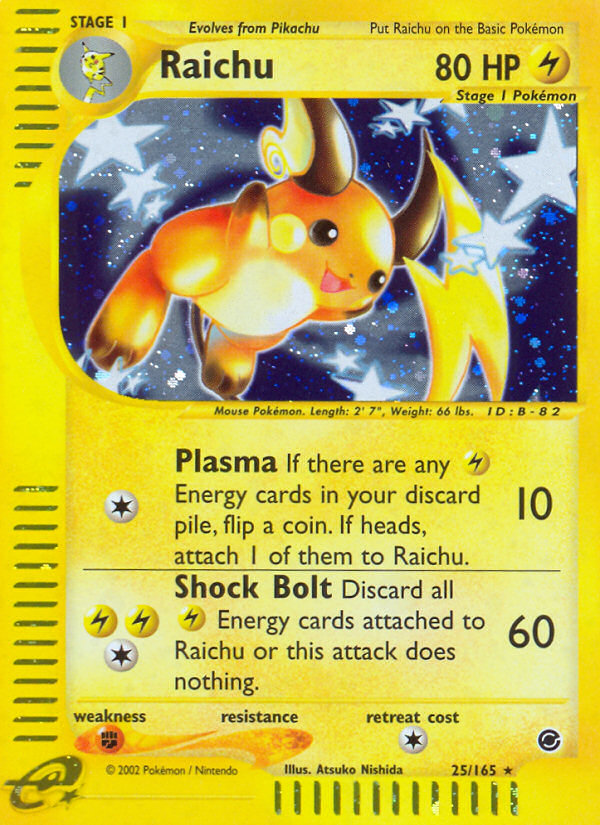 STAGE 1
Evolves from Pikachu
Put Raichu on the Basic Pokémon
Raichu
80 HP
Stage 1 Pokémon
Mouse Pokémon. Length: 2' 7", Weight: 66 lbs. ID:B-82
Plasma If there are any
Energy cards in your discard
pile, flip a coin. If heads,
attach 1 of them to Raichu.
10
Shock Bolt Discard all
Energy cards attached to
Raichu or this attack does
nothing.
60
weakness
resistance
retreat cost
© 2002 Pokémon / Nintendo
Illus. Atsuko Nishida
25/165
e